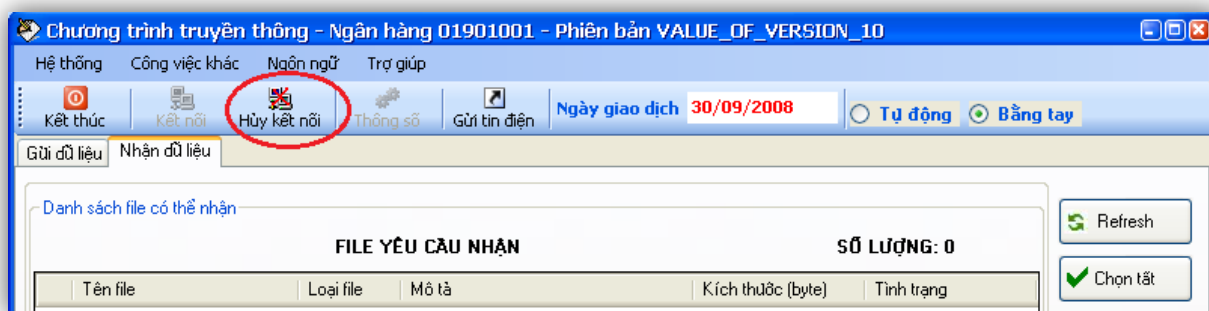 Chương trình truyền thông - Ngân hàng 01901001 - Phiên bản VALUE_OF_VERSION_10
Hệ thống Công việc khác Ngôn ngữ Trợ giúp
Kết thúc Kết nối Hủy kết nối Thông số Gửi tin điện Ngày giao dịch 30/09/2008 Tự động Bằng tay
Gửi dữ liệu Nhận dữ liệu
Danh sách file có thể nhận
Refresh
FILE YÊU CẦU NHẬN SỐ LƯỢNG: 0
Chọn tất
Tên file Loại file Mô tả Kích thước (byte) Tình trạng